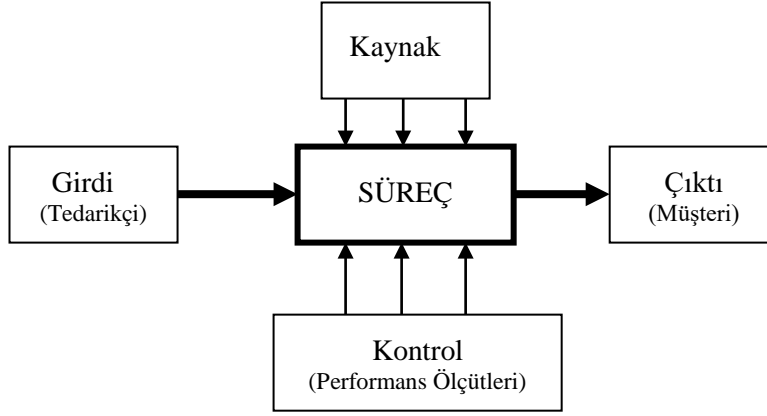 Kaynak
Girdi
(Tedarikçi)
SÜREÇ
Çıktı
(Müşteri)
Kontrol
(Performans Ölçütleri)